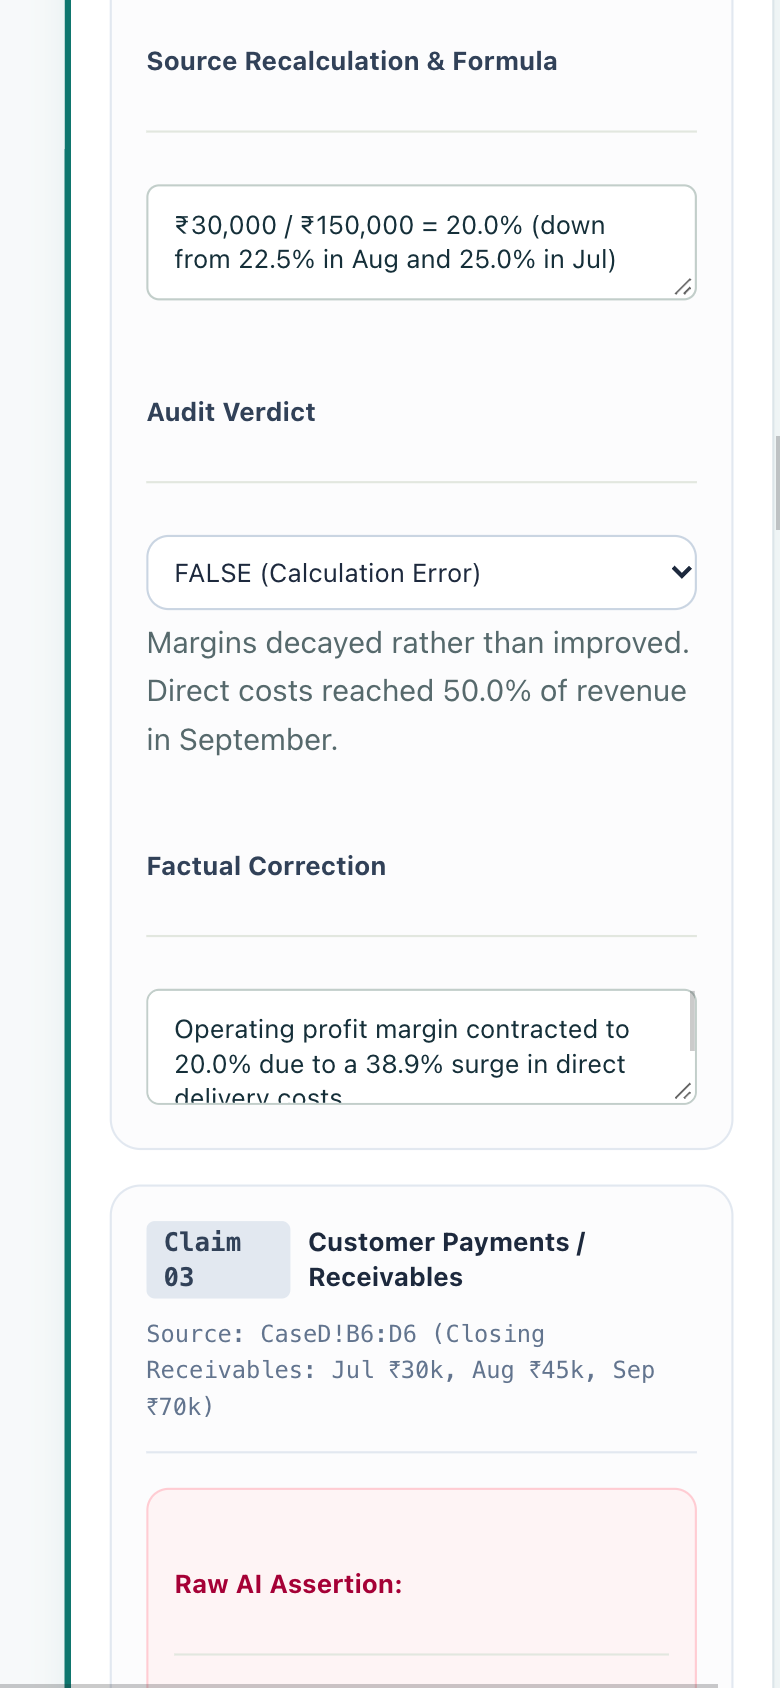 Source Recalculation & Formula
₹30,000 / ₹150,000 = 20.0% (down
from 22.5% in Aug and 25.0% in Jul)
Audit Verdict
FALSE (Calculation Error)
Margins decayed rather than improved.
Direct costs reached 50.0% of revenue
in September.
Factual Correction
Operating profit margin contracted to
20.0% due to a 38.9% surge in direct
delivery costs
Claim
03
Customer Payments /
Receivables
Source: CaseD!B6:D6 (Closing
Receivables: Jul ₹30k, Aug ₹45k, Sep
₹70k)
Raw AI Assertion: